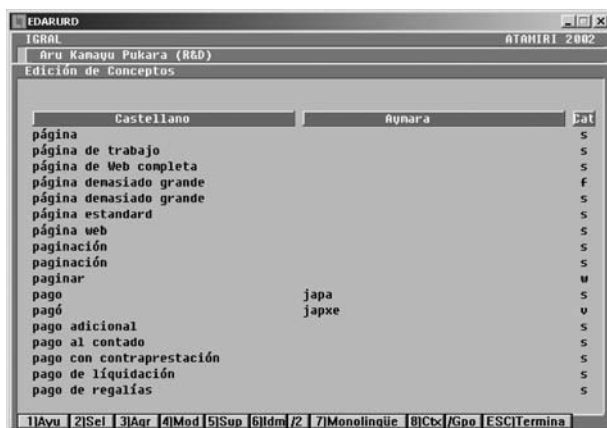 EDARURD
IGRAL ATAMIRI 2002
Aru Kamayu Pukara (R&D)
Edición de Conceptos
Castellano Aymara Cat
página s
página de trabajo s
página de Web completa s
página demasiado grande f
página demasiado grande s
página estandard s
página web s
paginación s
paginación s
paginar w
pago japa s
pagó japxe v
pago adicional s
pago al contado s
pago con contraprestación s
pago de líquidación s
pago de regalías s
1)Ayu 2)Sel 3)Agr 4)Mod 5)Sup 6)Idm /2 7)Monolingüe 8)Ctx /Gpo ESC)Termina